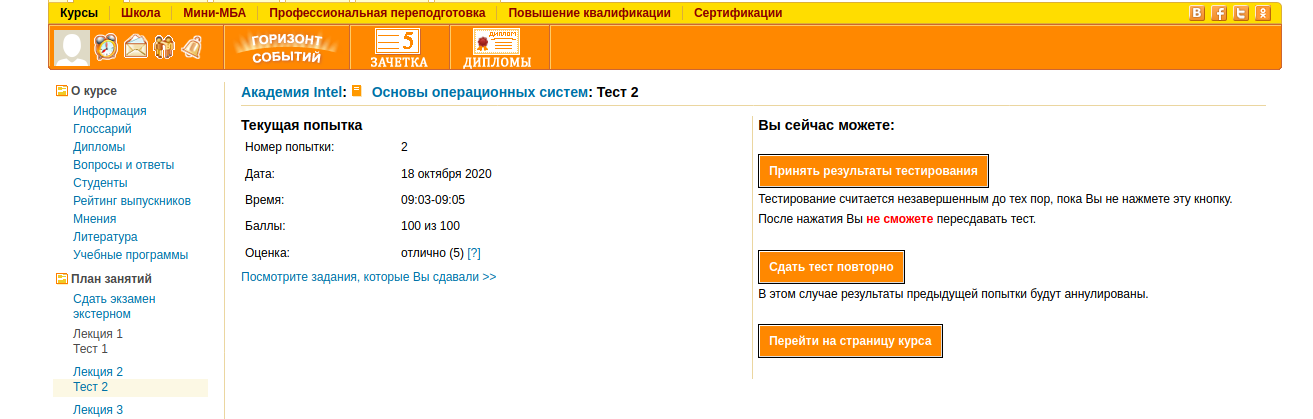 Курсы Школа Мини-МБА Профессиональная переподготовка Повышение квалификации Сертификации
ГОРИЗОНТ
СОБЫТИЙ
5
ЗАЧЕТКА
ДИПЛОМ
ДИПЛОМЫ
О курсе
Информация
Глоссарий
Дипломы
Вопросы и ответы
Студенты
Рейтинг выпускников
Мнения
Литература
Учебные программы
План занятий
Сдать экзамен
экстерном
Лекция 1
Тест 1
Лекция 2
Тест 2
Лекция 3
Академия Intel: Основы операционных систем: Тест 2
Текущая попытка
Номер попытки: 2
Дата: 18 октября 2020
Время: 09:03-09:05
Баллы: 100 из 100
Оценка: отлично (5) [?]
Посмотрите задания, которые Вы сдавали >>
Вы сейчас можете:
Принять результаты тестирования
Тестирование считается незавершенным до тех пор, пока Вы не нажмете эту кнопку.
После нажатия Вы не сможете пересдавать тест.
Сдать тест повторно
В этом случае результаты предыдущей попытки будут аннулированы.
Перейти на страницу курса